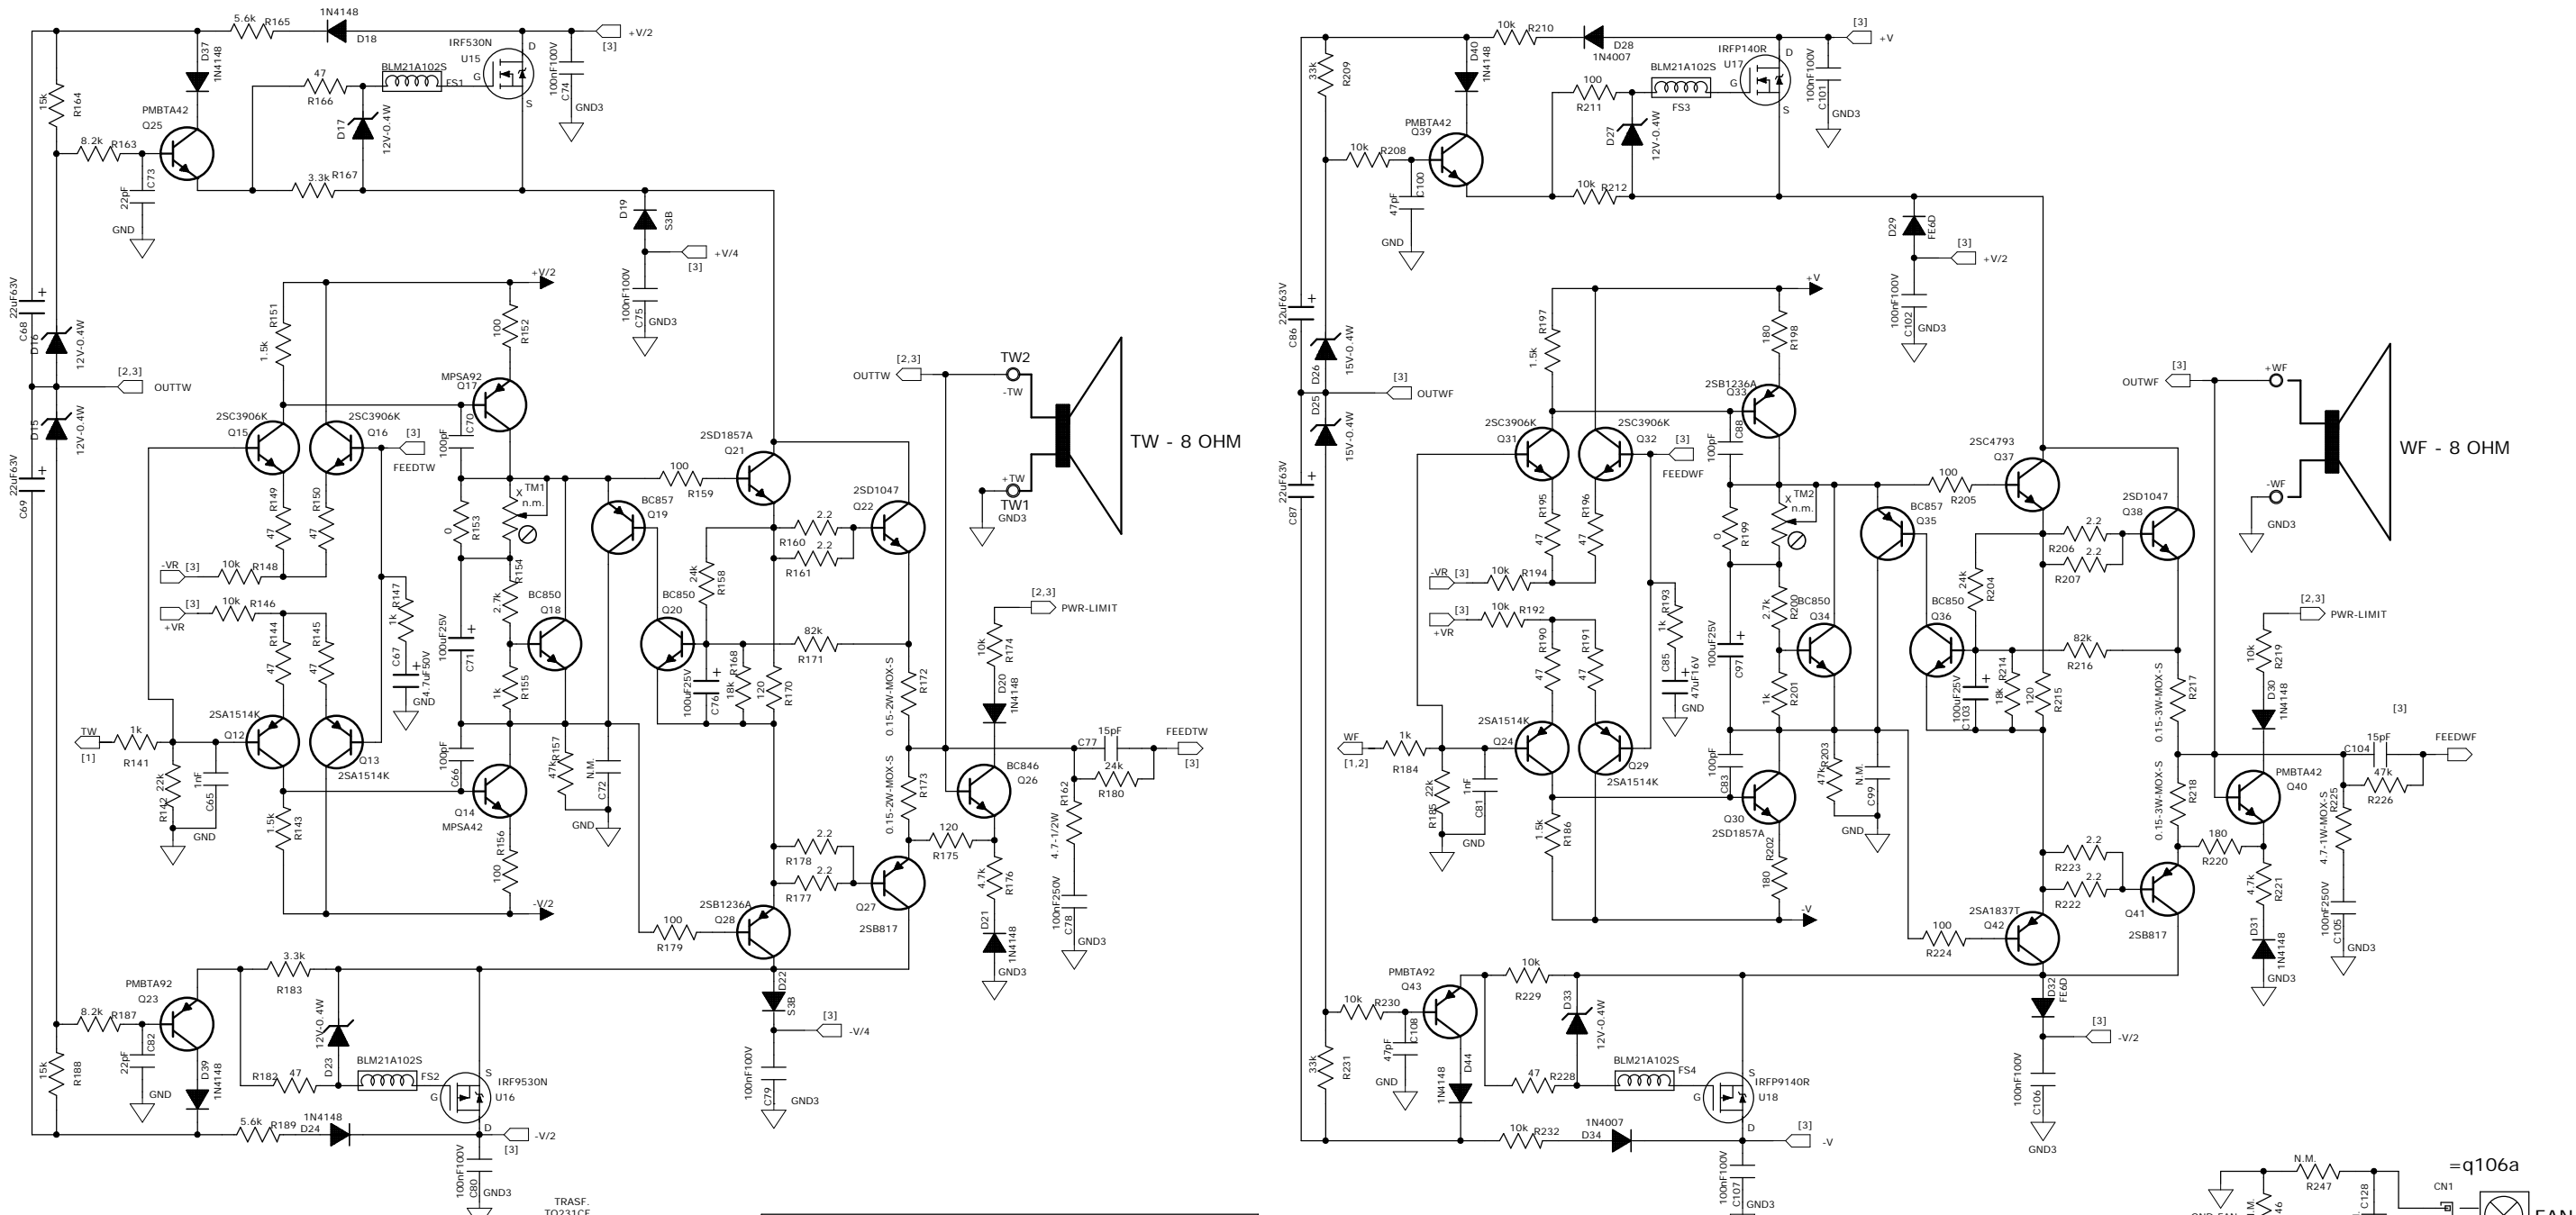 5.6k R165
1N4148
D18
[3] +V/2
D37
1N4148
IRF530N
U15
D
G
S
BLM21A102S
FS1
47
R166
100nF100V
C74
GND3
15k
R164
PMBTA42
Q25
D17
12V-0.4W
8.2k R163
C73
22pF
GND
3.3k R167
D19
S3B
+V/4
[3]
100nF100V
C75
GND3
22uF63V
C68
D16
12V-0.4W
[2,3]
OUTTW
D15
12V-0.4W
22uF63V
C69
+V/2
R151
1.5k
100
R152
MPSA92
Q17
2SC3906K
Q15
2SC3906K
Q16
[3]
FEEDTW
C70
100pF
R149
47
R150
47
R153
0
X TM1
n.m.
BC857
Q19
100
R159
2SD1857A
Q21
2SD1047
Q22
2.2
R160
2.2
R161
-VR [3]
10k R148
[3]
+VR
10k R146
R144
47
R145
47
R147
1k
C67
4.7uF50V
GND
R154
2.7k
BC850
Q18
BC850
Q20
24k
R158
100uF25V
C71
R155
1k
82k
R171
100uF25V
C76
R168
18k
120
R170
0.15-2W-MOX-S
R172
0.15-2W-MOX-S
R173
[2,3]
OUTTW
TW2
-TW
+TW
TW1
GND3
TW - 8 OHM
[2,3]
PWR-LIMIT
10k
R174
D20
1N4148
TW
[1]
1k
R141
2SA1514K
Q12
Q13
2SA1514K
22k
R142
1nF
C65
GND
1.5k
R143
100pF
C66
Q14
MPSA42
R156
100
R157
47k
N.M.
C72
GND
15pF
C77
FEEDTW
[3]
24k
R180
BC846
Q26
R162
4.7-1/2W
120
R175
4.7k
R176
D21
1N4148
GND3
100nF250V
C78
GND3
2.2
R178
2.2
R177
Q27
2SB817
2SB1236A
Q28
100
R179
-V/2
3.3k
R183
PMBTA92
Q23
8.2k R187
C82
22pF
GND
15k
R188
D39
1N4148
12V-0.4W
D23
BLM21A102S
FS2
R182 47
IRF9530N
U16
S
G
D
5.6k R189
1N4148
D24
-V/2
[3]
100nF100V
C80
GND3
D22
S3B
[3]
-V/4
100nF100V
C79
GND3
TRASF.
10k R210
D28
1N4007
[3]
+V
D40
1N4148
IRFP140R
U17
D
G
S
BLM21A102S
FS3
100
R211
100nF100V
C101
GND3
33k
R209
PMBTA42
Q39
D27
12V-0.4W
10k R208
C100
47pF
GND
10k R212
D29
FE6D
[3]
+V/2
100nF100V
C102
GND3
22uF63V
C86
D26
15V-0.4W
[3]
OUTWF
D25
15V-0.4W
22uF63V
C87
+V
R197
1.5k
180
R198
2SB1236A
Q33
2SC3906K
Q31
2SC3906K
Q32
[3]
FEEDWF
C88
100pF
R195
47
R196
47
R199
0
X TM2
n.m.
BC857
Q35
100
R205
2SC4793
Q37
2SD1047
Q38
2.2
R206
2.2
R207
-VR [3]
10k R194
[3]
+VR
10k R192
R190
47
R191
47
R193
1k
C85
47uF16V
GND
2.7k
R200
BC850
Q34
BC850
Q36
24k
R204
100uF25V
C97
1k
R201
82k
R216
100uF25V
C103
R214
18k
120
R215
0.15-3W-MOX-S
R217
0.15-3W-MOX-S
R218
[3]
OUTWF
+WF
-WF
GND3
WF - 8 OHM
[2,3]
PWR-LIMIT
10k
R219
D30
1N4148
WF
[1,2]
1k
R184
2SA1514K
Q24
Q29
2SA1514K
22k
R185
1nF
C81
GND
1.5k
R186
100pF
C83
Q30
2SD1857A
R202
180
R203
47k
N.M.
C99
GND
[3]
15pF
C104
FEEDWF
47k
R226
PMBTA42
Q40
R225
4.7-1W-MOX-S
180
R220
4.7k
R221
D31
1N4148
GND3
100nF250V
C105
GND3
2.2
R223
2.2
R222
Q41
2SB817
2SA1837T
Q42
100
R224
-V
10k
R229
PMBTA92
Q43
10k R230
C108
47pF
GND
33k
R231
1N4148
D44
D33
12V-0.4W
BLM21A102S
FS4
47 R228
IRFP9140R
U18
S
G
D
10k R232
1N4007
D34
[3]
-V
100nF100V
C107
GND3
D32
FE6D
[3]
-V/2
100nF100V
C106
GND3
N.M.
R247
C128
=q106a
CN1